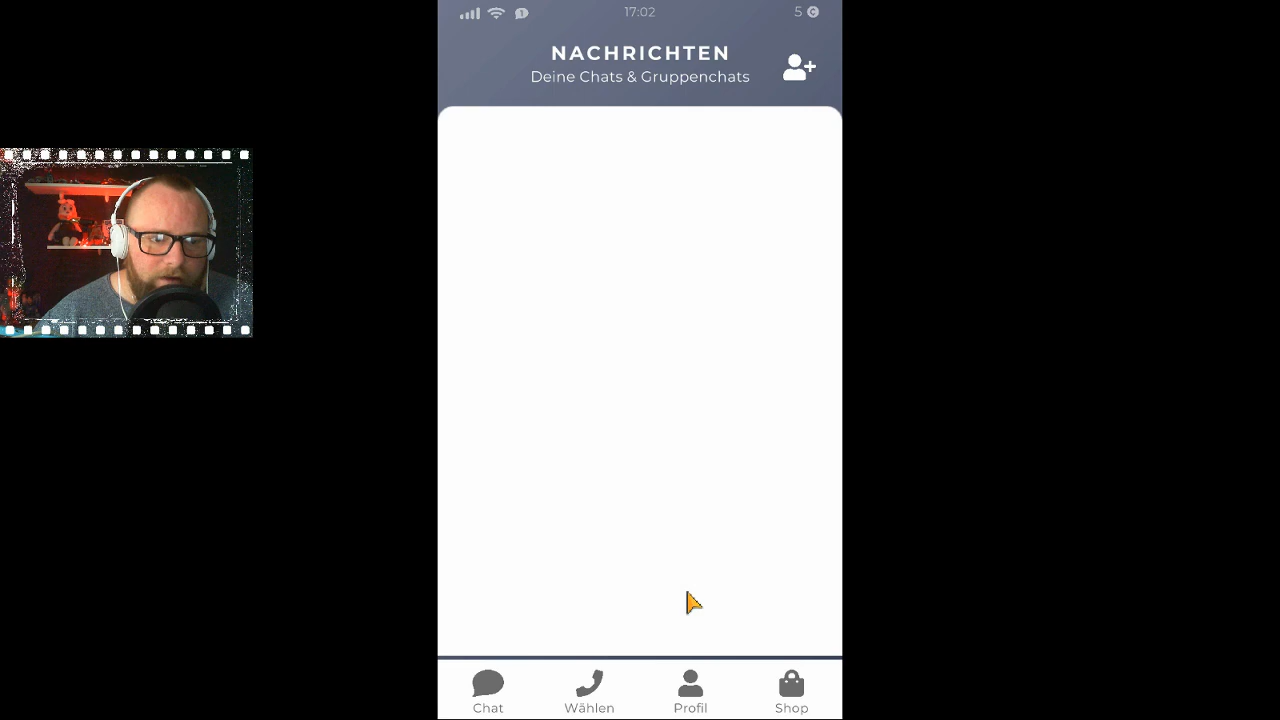 17:02
5
NACHRICHTEN
Deine Chats & Gruppenchats
Chat
Wählen
Profil
Shop